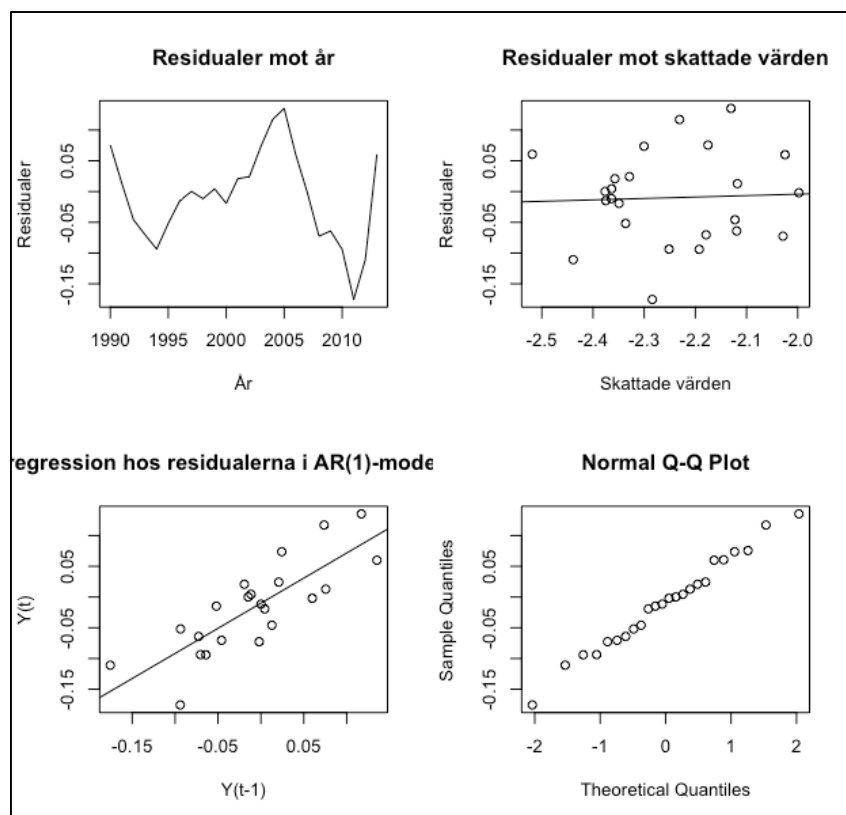 Residualer mot år
Residualer
0.05
-0.05
-0.15
1990 1995 2000 2005 2010
År
Residualer mot skattade värden
Residualer
0.05
-0.05
-0.15
-2.5 -2.4 -2.3 -2.2 -2.1 -2.0
Skattade värden
regression hos residualerna i AR(1)-mode
Y(t)
0.05
-0.05
-0.15
-0.15 -0.05 0.05
Y(t-1)
Normal Q-Q Plot
Sample Quantiles
0.05
-0.05
-0.15
-2 -1 0 1 2
Theoretical Quantiles